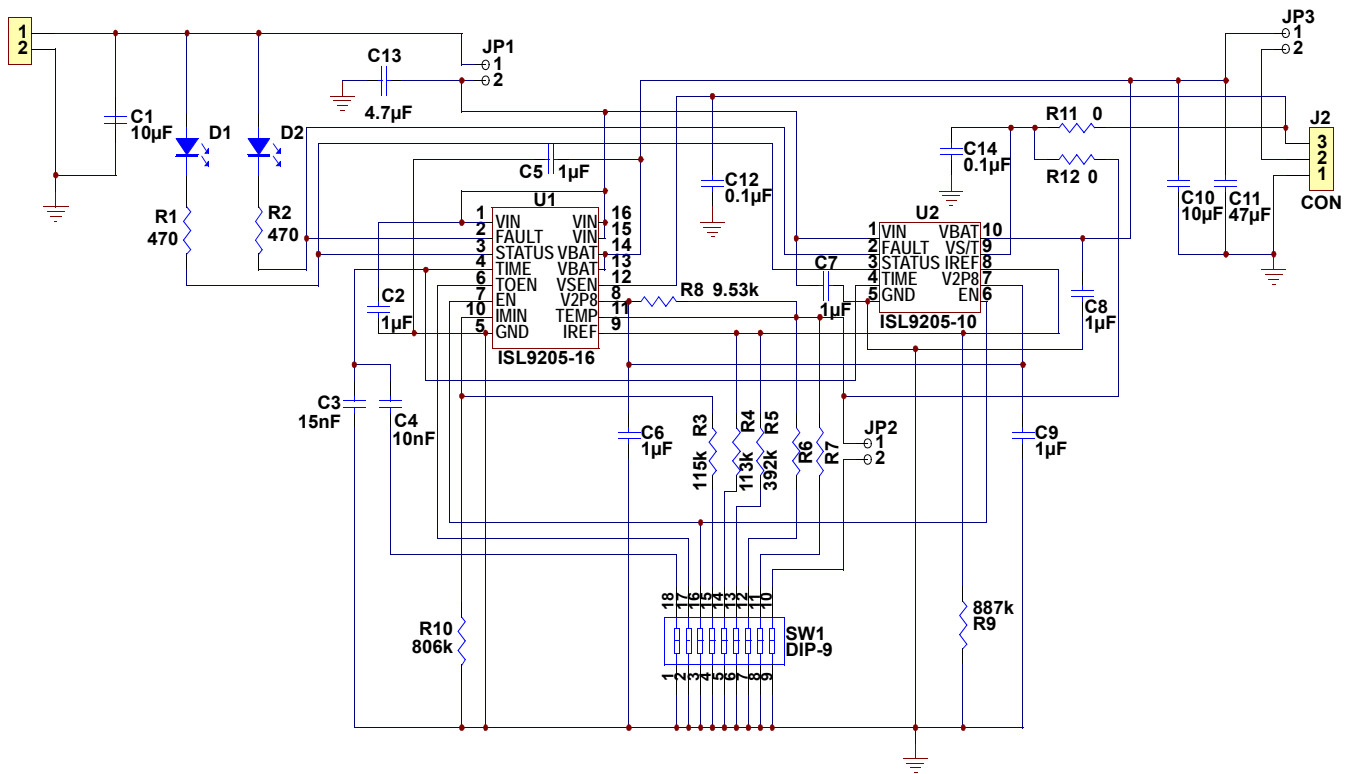 1
2
C1
10µF
D1
D2
R1
470
R2
470
C13
4.7µF
JP1
1
2
C5
1µF
C2
1µF
U1
1 VIN VIN 16
2 FAULT VIN 15
3 STATUS VBAT 14
4 TIME VBAT 13
6 TOEN VSEN 12
7 EN V2P8 8
10 IMIN TEMP 11
5 GND IREF 9
ISL9205-16
C12
0.1µF
R8 9.53k
C7
1µF
C14
0.1µF
R11 0
R12 0
U2
1 VIN VBAT 10
2 FAULT VS/T 9
3 STATUS IREF 8
4 TIME V2P8 7
5 GND EN 6
ISL9205-10
C8
1µF
C10
10µF
C11
47µF
JP3
1
2
J2
3
2
1
CON
C3
15nF
C4
10nF
C6
1µF
R3
115k
R4
113k
R5
392k
R6
R7
JP2
1
2
C9
1µF
R10
806k
887k
R9
18 17 16 15 14 13 12 11 10
SW1
DIP-9
1 2 3 4 5 6 7 8 9